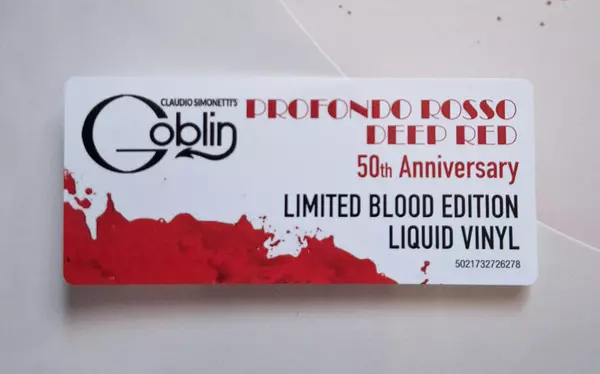 CLAUDIO SIMONETTI'S
Goblin
PROFONDO ROSSO
DEEP RED
50th Anniversary
LIMITED BLOOD EDITION
LIQUID VINYL
5021732726278